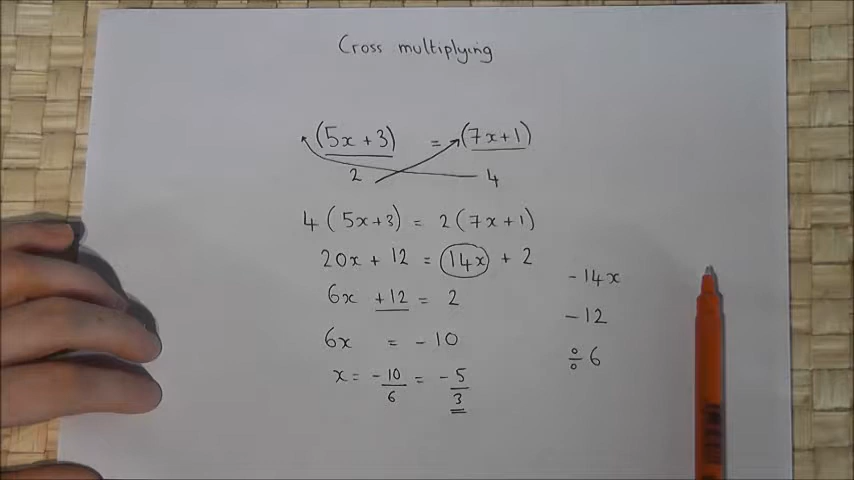 Cross multiplying
(5x + 3) = (7x + 1)
2 4
4 (5x+3) = 2 (7x + 1)
20x + 12 = 14x + 2
- 14x
6x +12 = 2
- 12
6x = - 10
÷ 6
x = - 10/6 = - 5/3